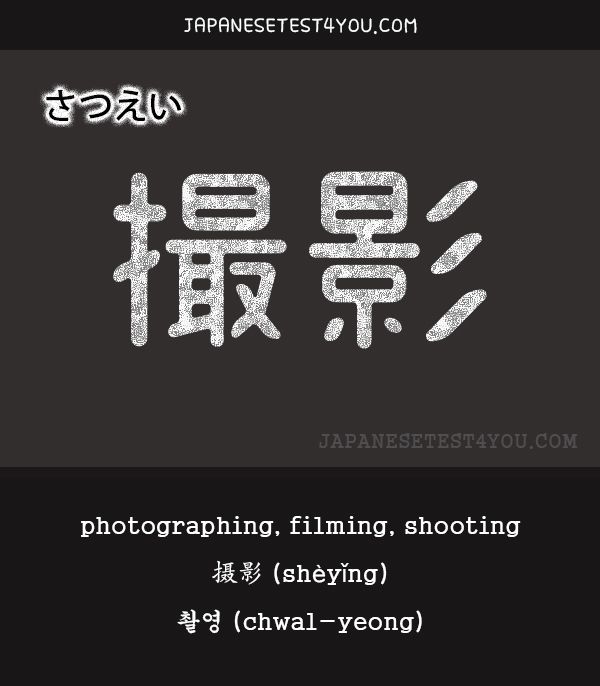 JAPANESETEST4YOU.COM
さつえい
撮影
JAPANESETEST4YOU.COM
photographing, filming, shooting
摄影 (shèyǐng)
촬영 (chwal-yeong)